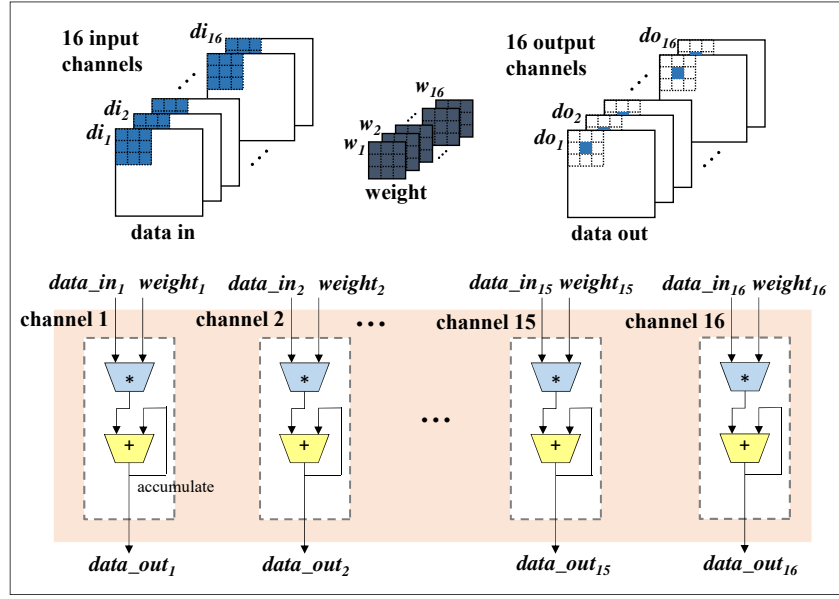 16 input
channels
di16
di2
di1
data in
w16
w2
w1
weight
16 output
channels
do16
do2
do1
data out
data_in1 weight1
data_in2 weight2
data_in15 weight15
data_in16 weight16
channel 1
channel 2
...
channel 15
channel 16
*
*
*
*
+
+
...
+
+
accumulate
data_out1
data_out2
data_out15
data_out16